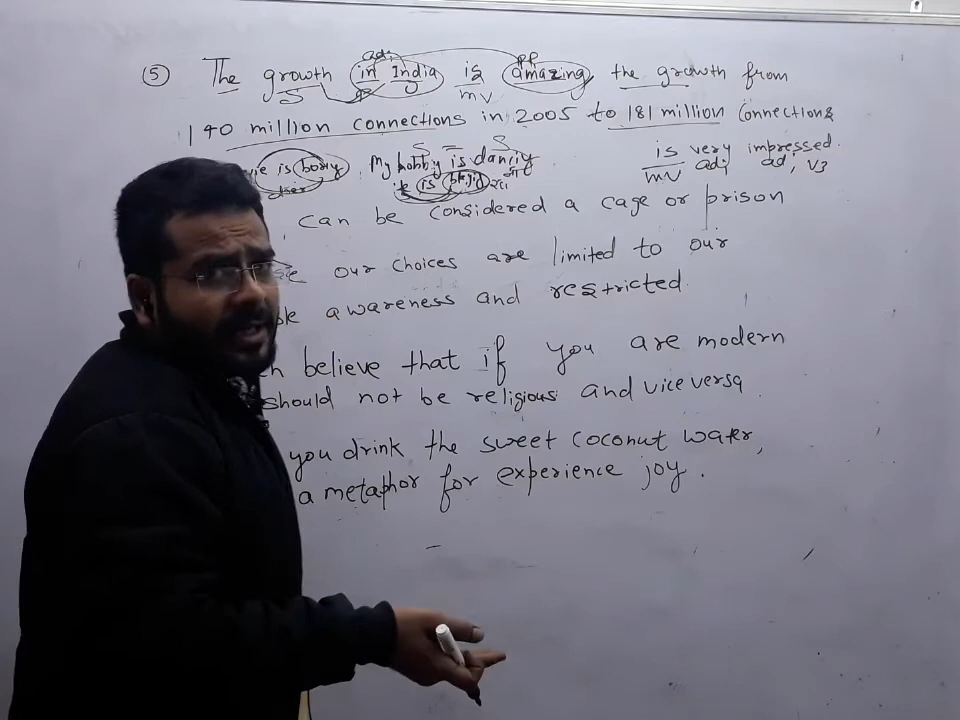 adj PP
(5) The growth in India is amazing the growth from
S MV
140 million connections in 2005 to 181 million Connections
S = S
is boring My hobby is dancing is very impressed.
is MV adj ad, V3
can be considered a cage or prison
our choices are limited to our
awareness and restricted.
believe that if you are modern
should not be religious and vice versa
you drink the sweet coconut water,
a metaphor for experience joy.